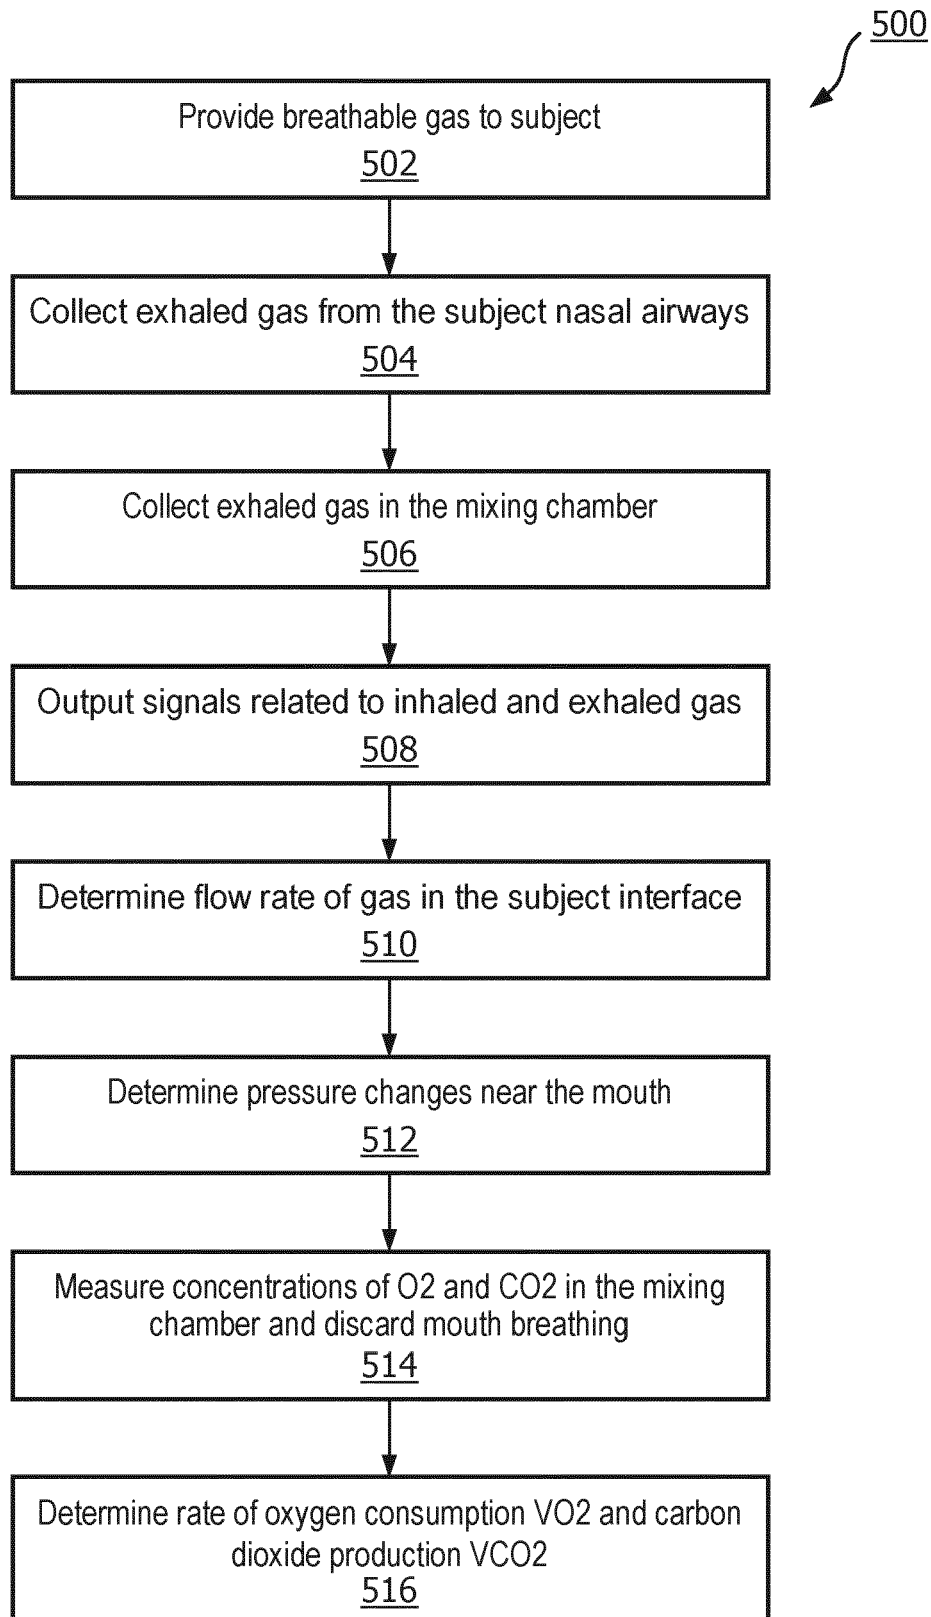 500
Provide breathable gas to subject
502
Collect exhaled gas from the subject nasal airways
504
Collect exhaled gas in the mixing chamber
506
Output signals related to inhaled and exhaled gas
508
Determine flow rate of gas in the subject interface
510
Determine pressure changes near the mouth
512
Measure concentrations of O2 and CO2 in the mixing
chamber and discard mouth breathing
514
Determine rate of oxygen consumption VO2 and carbon
dioxide production VCO2
516